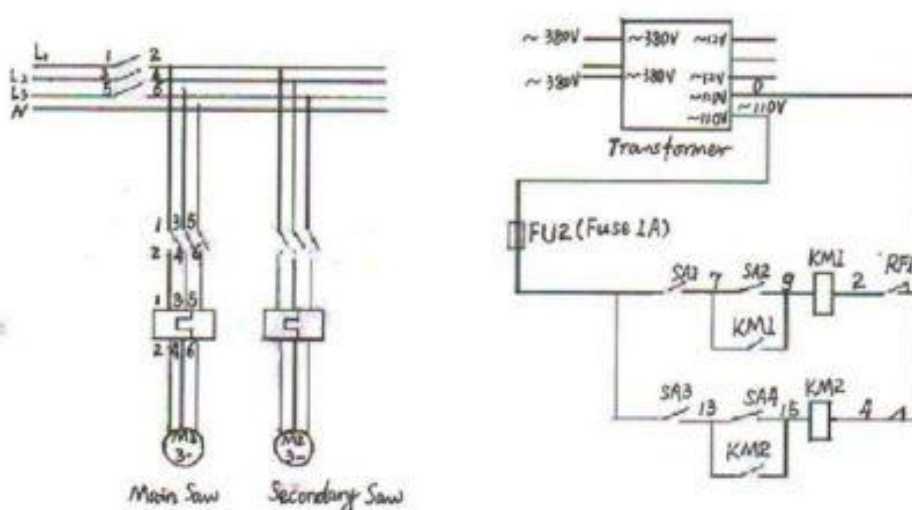 L1 1 2
L2 3 4
L3 5 6
N
1 3 5
2 4 6
1 3 5
2 4 6
M1
3~
M2
3~
Main Saw
Secondary Saw
~380V ~380V ~12V
~380V ~380V ~12V 0
~110V
~110V ~110V
Transformer
FU2 (Fuse 1A)
SA1 7 SA2 9 KM1 2
KM1
SA3 13 SA4 15 KM2 4
KM2